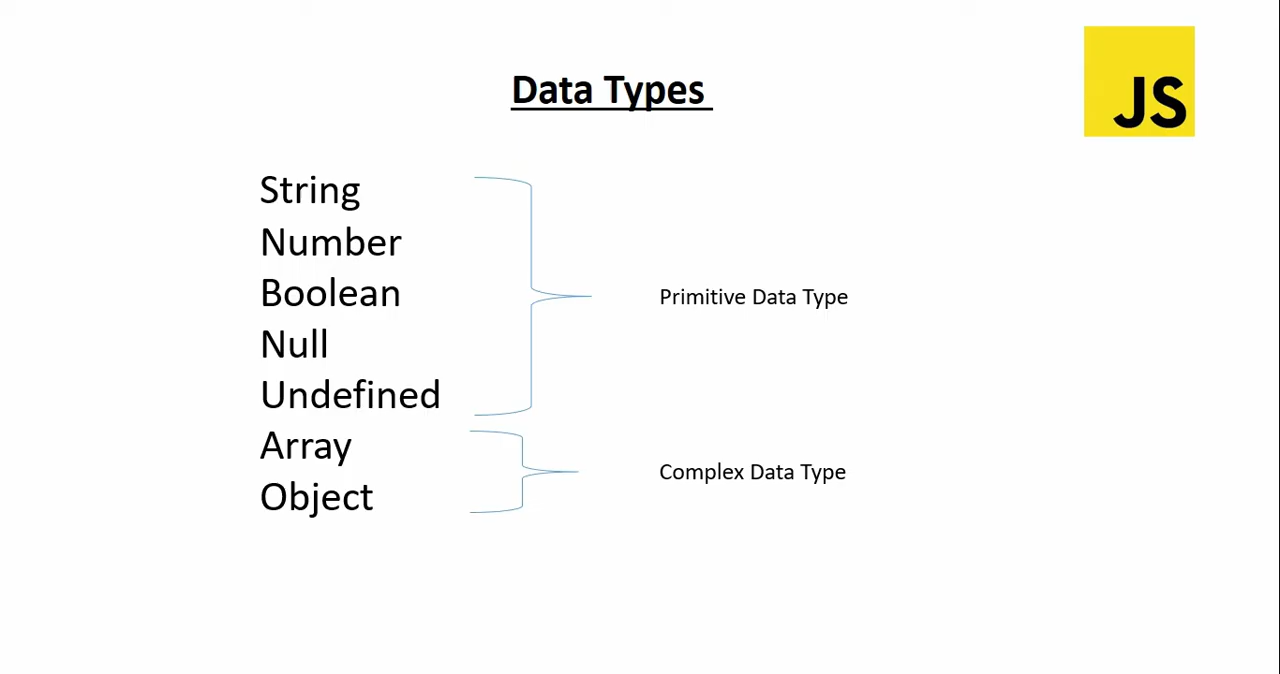 Data Types
JS
String
Number
Boolean
Null
Undefined
Array
Object
Primitive Data Type
Complex Data Type